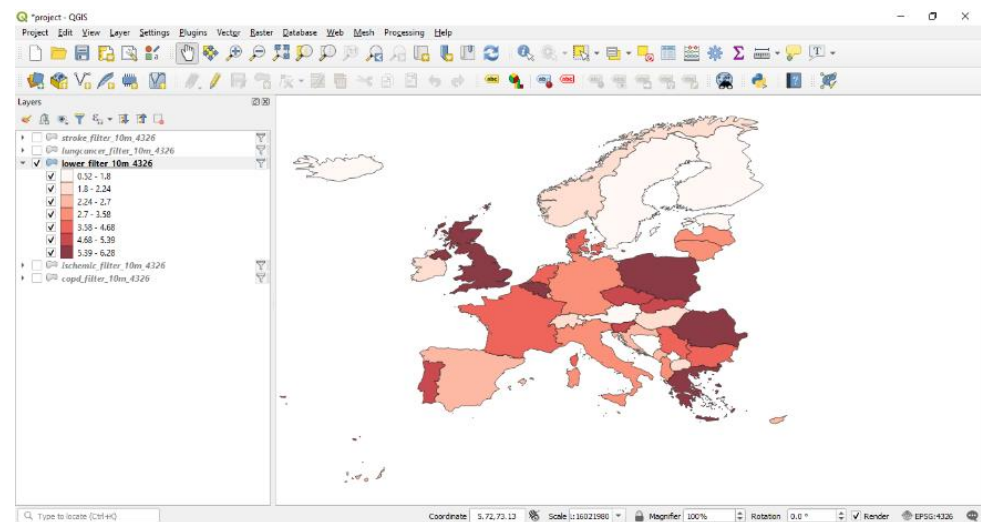 *project - QGIS
Project Edit View Layer Settings Plugins Vector Raster Database Web Mesh Processing Help
Layers
stroke_filter_10m_4326
lungcancer_filter_10m_4326
lower_filter_10m_4326
0.52 - 1.8
1.8 - 2.24
2.24 - 2.7
2.7 - 3.58
3.58 - 4.68
4.68 - 5.39
5.39 - 6.28
ischemic_filter_10m_4326
copd_filter_10m_4326
Type to locate (Ctrl+K)
Coordinate 5.72,73.13 Scale 1:16021980 Magnifier 100% Rotation 0.0 ° Render EPSG:4326